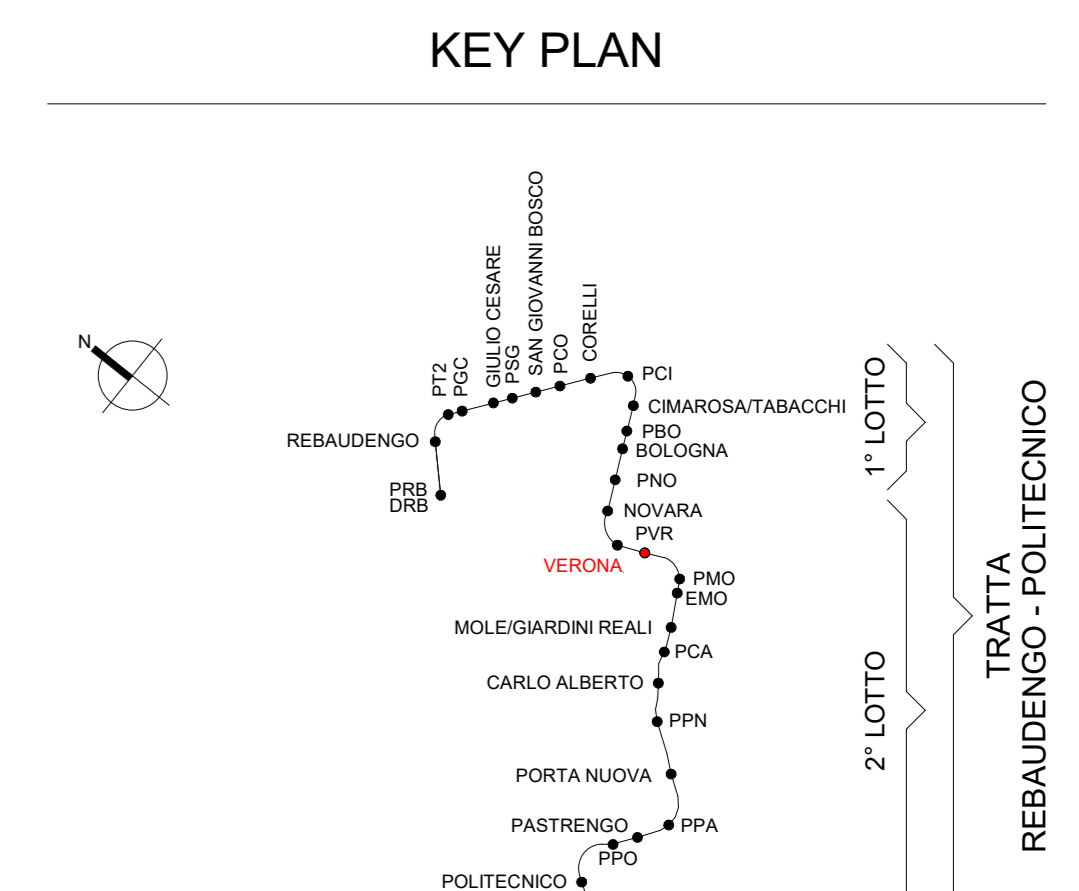 KEY PLAN
N
PT2
PGC
GIULIO CESARE
PSG
SAN GIOVANNI BOSCO
PCO
CORELLI
PCI
CIMAROSA/TABACCHI
PBO
BOLOGNA
REBAUDENGO
PNO
PRB
DRB
NOVARA
PVR
VERONA
PMO
EMO
MOLE/GIARDINI REALI
PCA
CARLO ALBERTO
PPN
PORTA NUOVA
PASTRENGO
PPA
PPO
POLITECNICO
1° LOTTO
2° LOTTO
TRATTA
REBAUDENGO - POLITECNICO